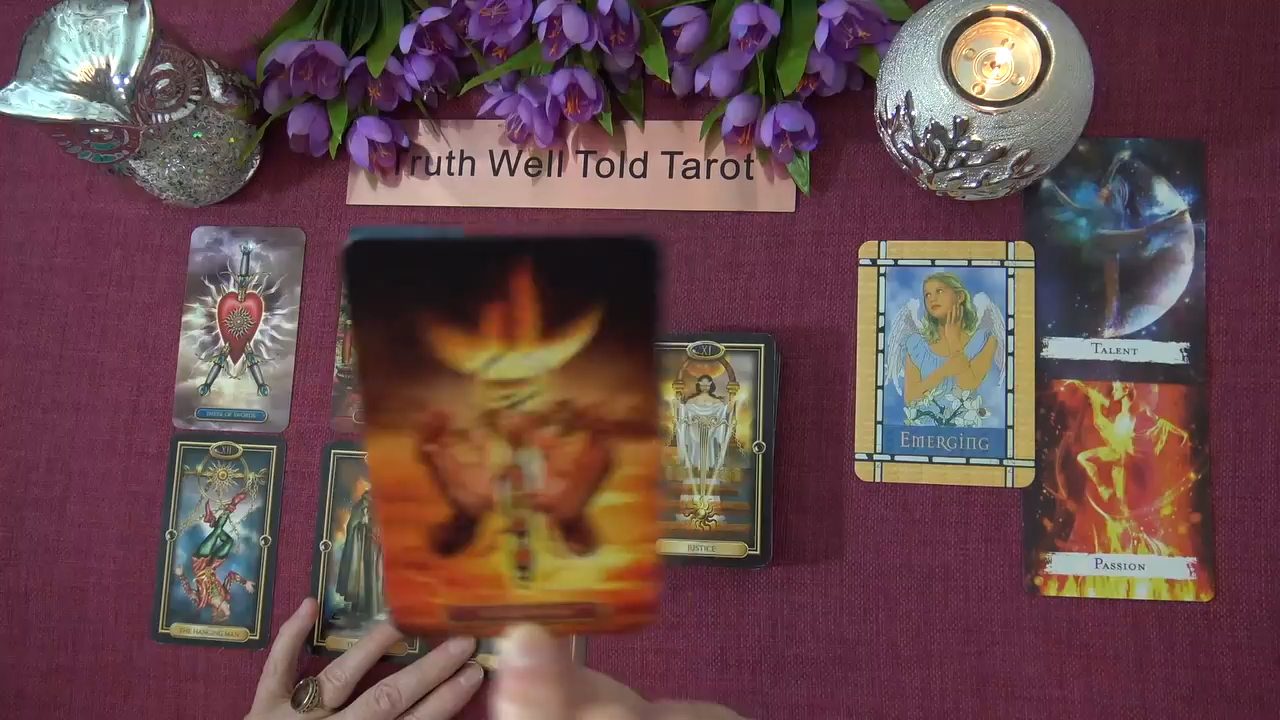 Truth Well Told Tarot
XI
TALENT
EMERGING
THREE OF SWORDS
XII
JUSTICE
PASSION
THE HANGING MAN